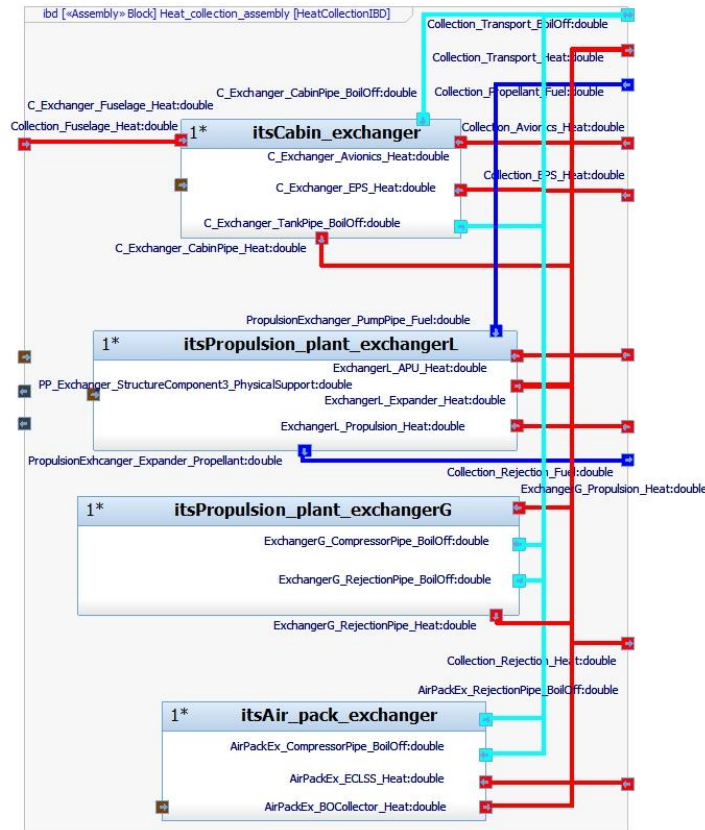 ibd [«Assembly» Block] Heat_collection_assembly [HeatCollectionIBD]
Collection_Transport_BoilOff:double
Collection_Transport_Heat:double
C_Exchanger_CabinPipe_BoilOff:double
Collection_Propellant_Fuel:double
C_Exchanger_Fuselage_Heat:double
Collection_Fuselage_Heat:double
1*
itsCabin_exchanger
Collection_Avionics_Heat:double
C_Exchanger_Avionics_Heat:double
Collection_EPS_Heat:double
C_Exchanger_EPS_Heat:double
C_Exchanger_TankPipe_BoilOff:double
C_Exchanger_CabinPipe_Heat:double
PropulsionExchanger_PumpPipe_Fuel:double
1*
itsPropulsion_plant_exchangerL
ExchangerL_APU_Heat:double
PP_Exchanger_StructureComponent3_PhysicalSupport:double
ExchangerL_Expander_Heat:double
ExchangerL_Propulsion_Heat:double
PropulsionExhcanger_Expander_Propellant:double
Collection_Rejection_Fuel:double
ExchangerG_Propulsion_Heat:double
1*
itsPropulsion_plant_exchangerG
ExchangerG_CompressorPipe_BoilOff:double
ExchangerG_RejectionPipe_BoilOff:double
ExchangerG_RejectionPipe_Heat:double
Collection_Rejection_Heat:double
AirPackEx_RejectionPipe_BoilOff:double
1*
itsAir_pack_exchanger
AirPackEx_CompressorPipe_BoilOff:double
AirPackEx_ECLSS_Heat:double
AirPackEx_BOCollector_Heat:double